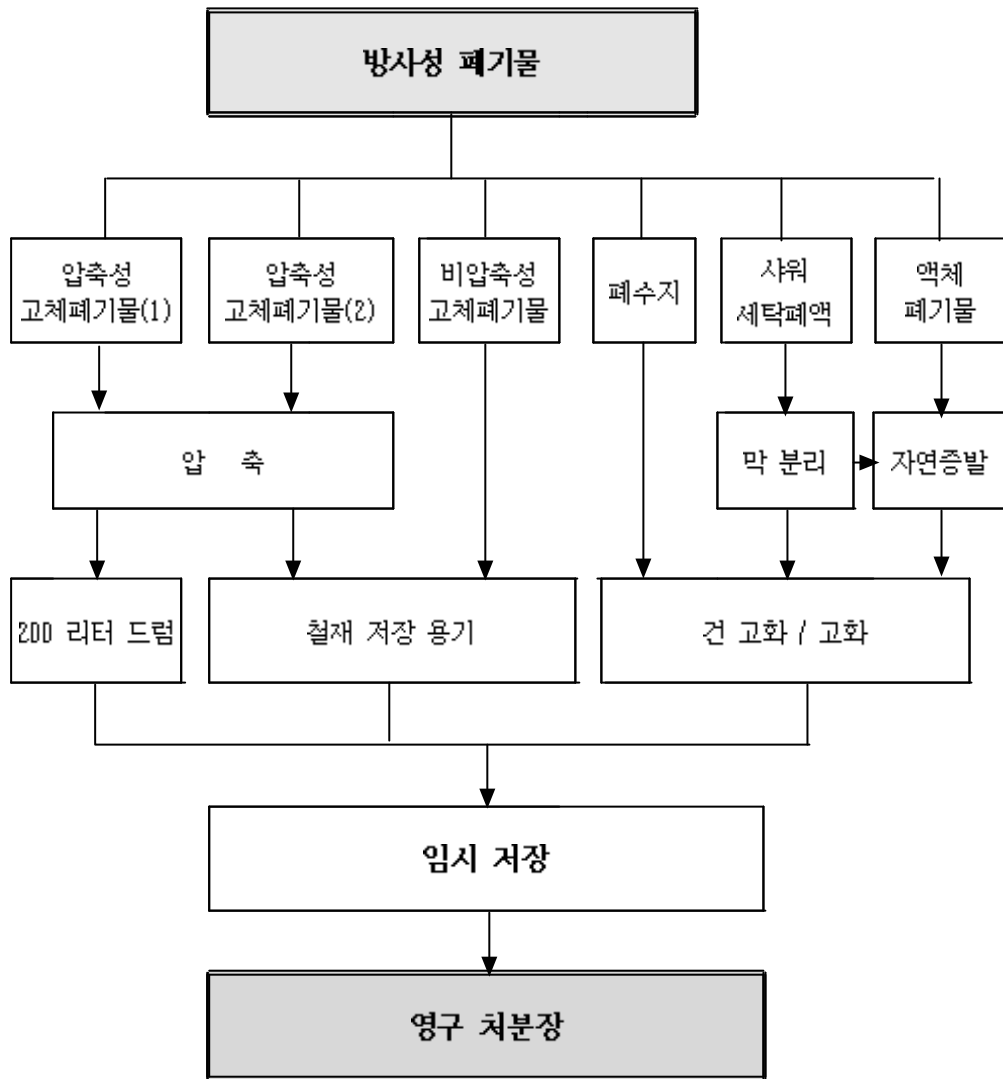 방사성 폐기물
압축성
고체폐기물(1)
압축성
고체폐기물(2)
비압축성
고체폐기물
폐수지
샤워
세탁폐액
액체
폐기물
압 축
막 분리
자연증발
200 리터 드럼
철재 저장 용기
건 고화 / 고화
임시 저장
영구 처분장